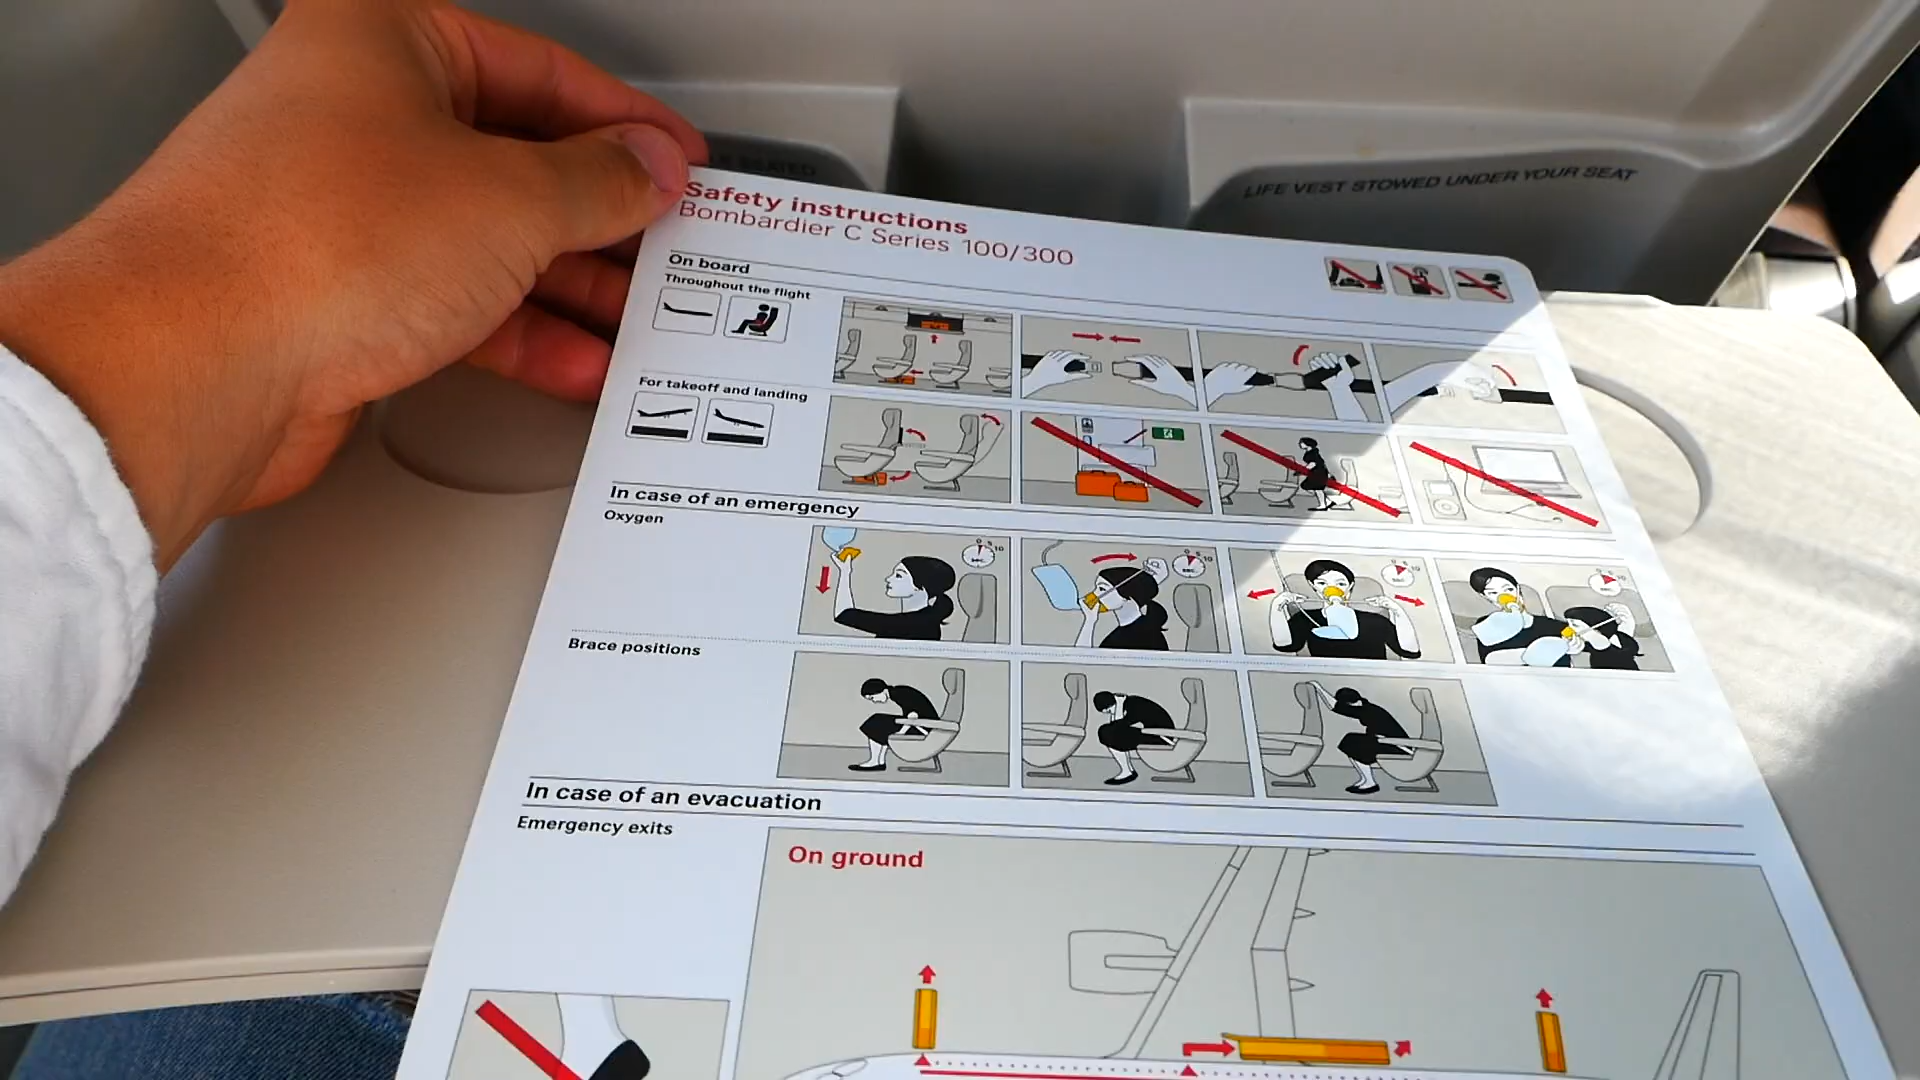 SEATED
LIFE VEST STOWED UNDER YOUR SEAT
Safety instructions
Bombardier C Series 100/300
On board
Throughout the flight
For takeoff and landing
In case of an emergency
Oxygen
Brace positions
In case of an evacuation
Emergency exits
On ground